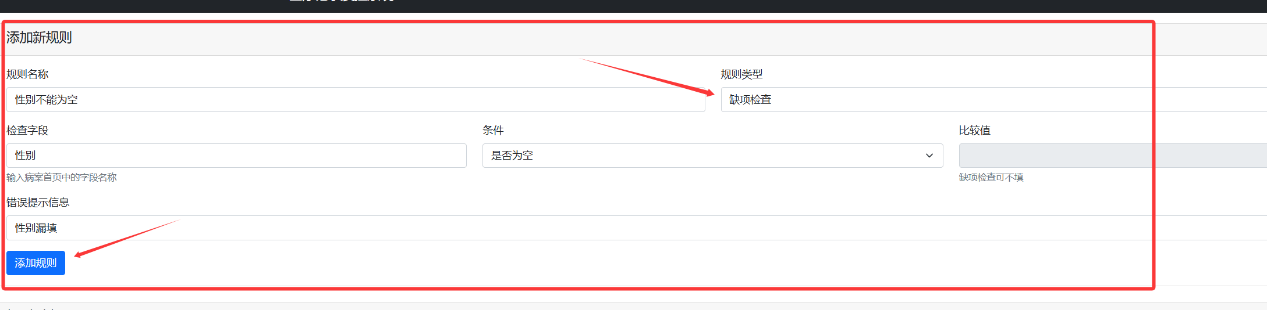 添加新规则
规则名称
规则类型
性别不能为空
缺项检查
检查字段
条件
比较值
性别
是否为空
输入病案首页中的字段名称
缺项检查可不填
错误提示信息
性别漏填
添加规则